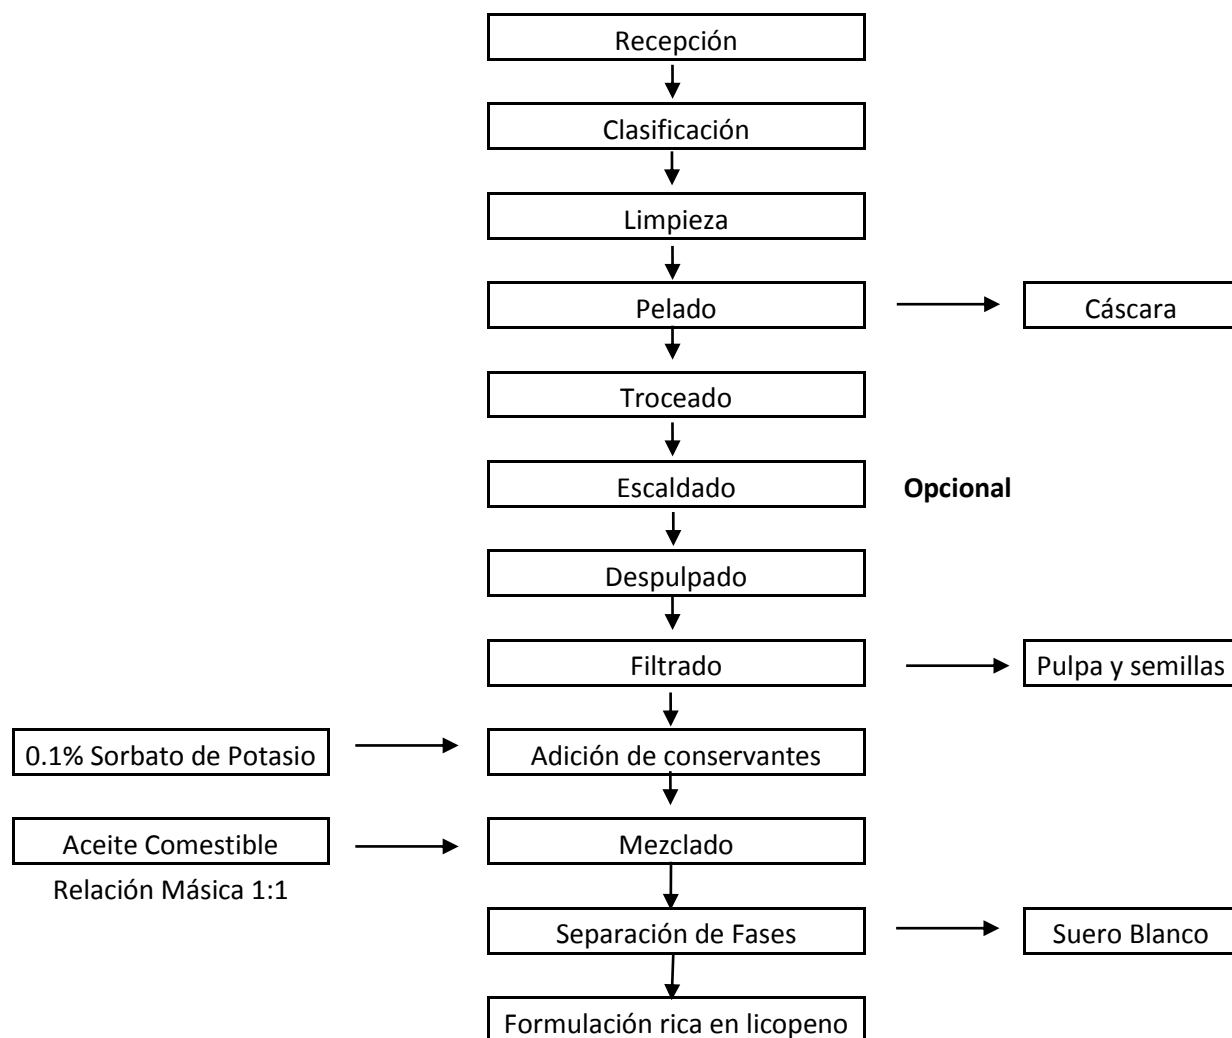 Recepción
Clasificación
Limpieza
Pelado
Cáscara
Troceado
Escaldado
Opcional
Despulpado
Filtrado
Pulpa y semillas
0.1% Sorbato de Potasio
Adición de conservantes
Aceite Comestible
Mezclado
Relación Másica 1:1
Separación de Fases
Suero Blanco
Formulación rica en licopeno